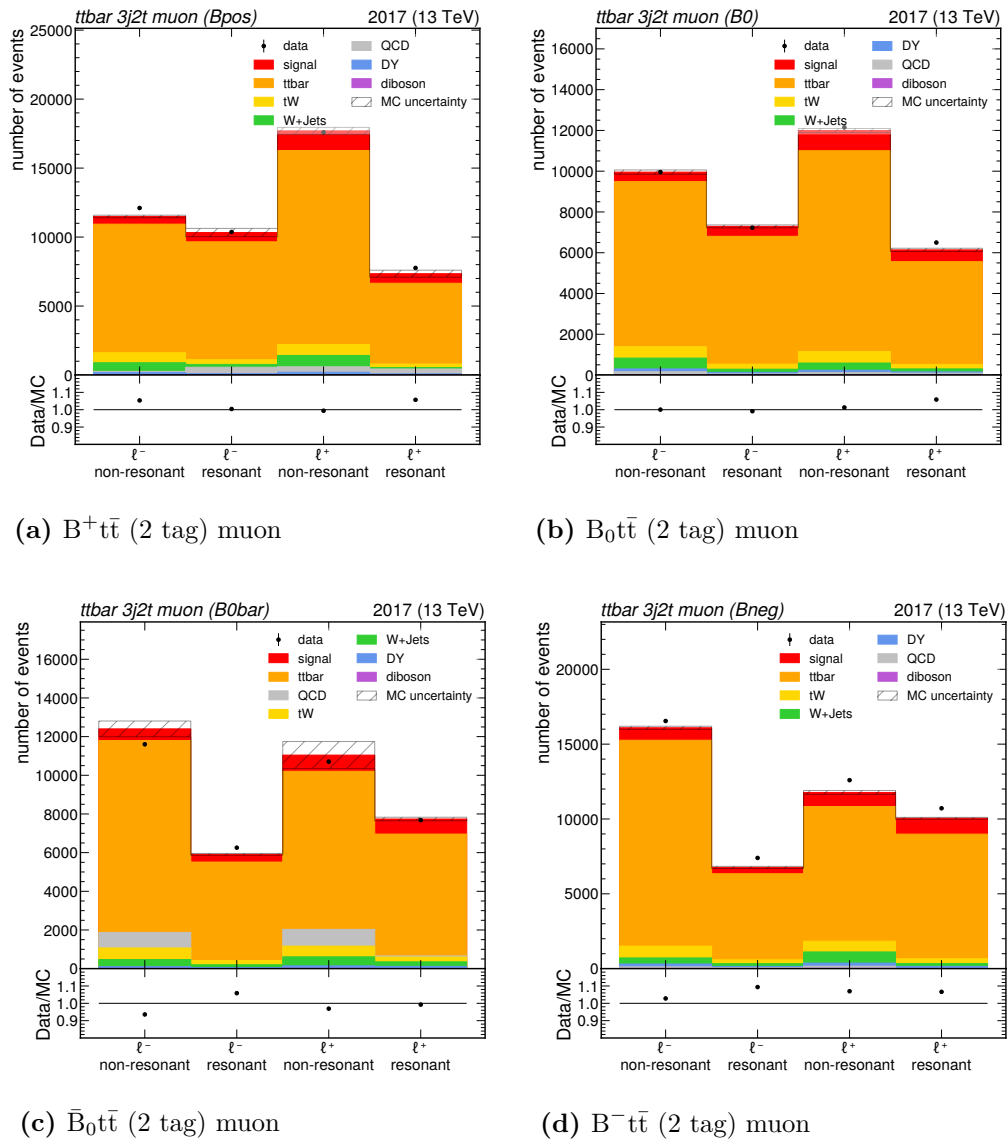 ttbar 3j2t muon (Bpos) 2017 (13 TeV)
number of events
25000
20000
15000
10000
5000
0
data
signal
ttbar
tW
W+Jets
QCD
DY
diboson
MC uncertainty
Data/MC
1.1
1.0
0.9
ℓ⁻ non-resonant
ℓ⁻ resonant
ℓ⁺ non-resonant
ℓ⁺ resonant
(a) B⁺tt̄ (2 tag) muon
ttbar 3j2t muon (B0) 2017 (13 TeV)
number of events
16000
14000
12000
10000
8000
6000
4000
2000
0
data
signal
ttbar
tW
W+Jets
DY
QCD
diboson
MC uncertainty
Data/MC
1.1
1.0
0.9
ℓ⁻ non-resonant
ℓ⁻ resonant
ℓ⁺ non-resonant
ℓ⁺ resonant
(b) B₀tt̄ (2 tag) muon
ttbar 3j2t muon (B0bar) 2017 (13 TeV)
number of events
16000
14000
12000
10000
8000
6000
4000
2000
0
data
signal
ttbar
QCD
tW
W+Jets
DY
diboson
MC uncertainty
Data/MC
1.1
1.0
0.9
ℓ⁻ non-resonant
ℓ⁻ resonant
ℓ⁺ non-resonant
ℓ⁺ resonant
(c) B̄₀tt̄ (2 tag) muon
ttbar 3j2t muon (Bneg) 2017 (13 TeV)
number of events
20000
15000
10000
5000
0
data
signal
ttbar
tW
W+Jets
DY
QCD
diboson
MC uncertainty
Data/MC
1.1
1.0
0.9
ℓ⁻ non-resonant
ℓ⁻ resonant
ℓ⁺ non-resonant
ℓ⁺ resonant
(d) B⁻tt̄ (2 tag) muon